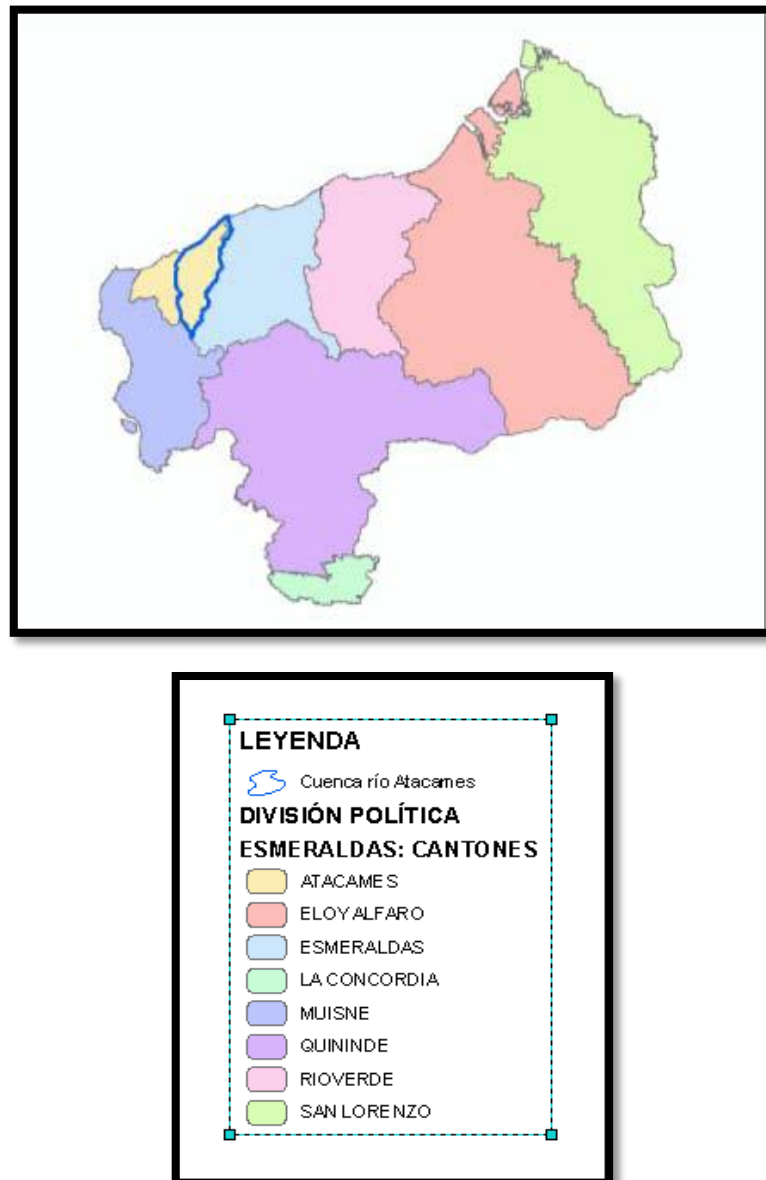 LEYENDA
Cuenca río Atacames
DIVISIÓN POLÍTICA
ESMERALDAS: CANTONES
ATACAMES
ELOY ALFARO
ESMERALDAS
LA CONCORDIA
MUISNE
QUININDE
RIOVERDE
SAN LORENZO